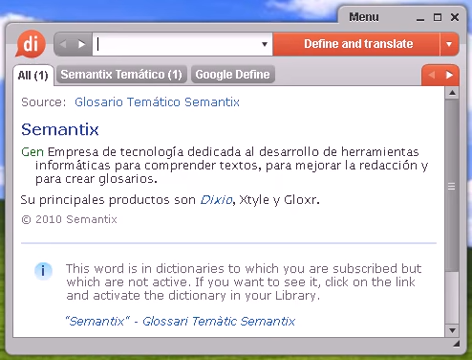 Menu
di
Define and translate
All (1) Semantix Temático (1) Google Define
Source: Glosario Temático Semantix
Semantix
Gen Empresa de tecnología dedicada al desarrollo de herramientas
informáticas para comprender textos, para mejorar la redacción y
para crear glosarios.
Su principales productos son Dixio, Xtyle y Gloxr.
© 2010 Semantix
This word is in dictionaries to which you are subscribed but
which are not active. If you want to see it, click on the link
and activate the dictionary in your Library.
"Semantix" - Glossari Temàtic Semantix